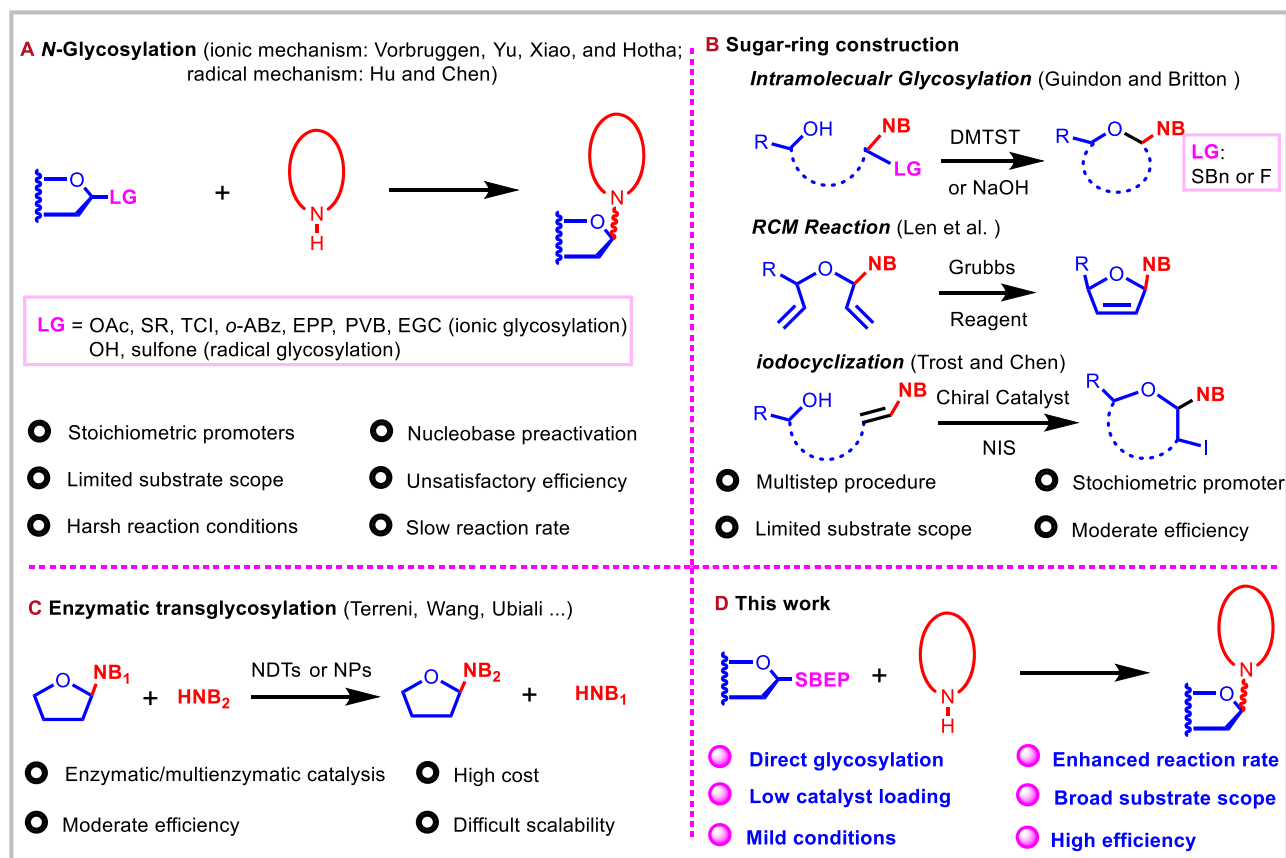 A N-Glycosylation (ionic mechanism: Vorbruggen, Yu, Xiao, and Hotha;
radical mechanism: Hu and Chen)
O
LG
+
N
H
N
O
LG = OAc, SR, TCI, o-ABz, EPP, PVB, EGC (ionic glycosylation)
OH, sulfone (radical glycosylation)
Stoichiometric promoters
Nucleobase preactivation
Limited substrate scope
Unsatisfactory efficiency
Harsh reaction conditions
Slow reaction rate
B Sugar-ring construction
Intramolecualr Glycosylation (Guindon and Britton )
R
OH
NB
LG
DMTST
or NaOH
R
O
NB
LG:
SBn or F
RCM Reaction (Len et al. )
R
O
NB
Grubbs
Reagent
R
O
NB
iodocyclization (Trost and Chen)
R
OH
NB
Chiral Catalyst
NIS
R
O
NB
I
Multistep procedure
Stochiometric promoter
Limited substrate scope
Moderate efficiency
C Enzymatic transglycosylation (Terreni, Wang, Ubiali ...)
O
NB1
+
HNB2
NDTs or NPs
O
NB2
+
HNB1
Enzymatic/multienzymatic catalysis
High cost
Moderate efficiency
Difficult scalability
D This work
O
SBEP
+
N
H
N
O
Direct glycosylation
Enhanced reaction rate
Low catalyst loading
Broad substrate scope
Mild conditions
High efficiency